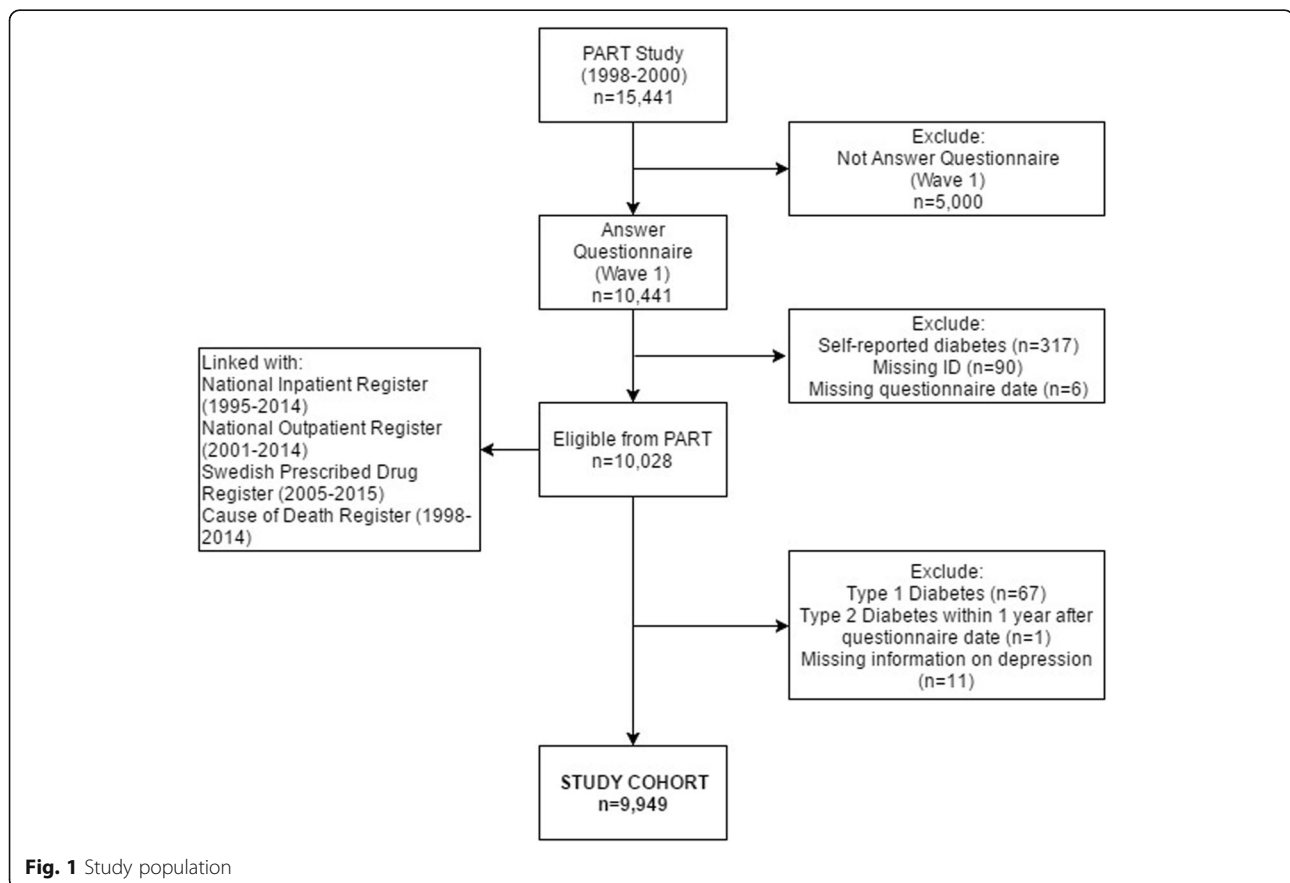 PART Study
(1998-2000)
n=15,441
Exclude:
Not Answer Questionnaire
(Wave 1)
n=5,000
Answer
Questionnaire
(Wave 1)
n=10,441
Exclude:
Self-reported diabetes (n=317)
Missing ID (n=90)
Missing questionnaire date (n=6)
Linked with:
National Inpatient Register
(1995-2014)
National Outpatient Register
(2001-2014)
Swedish Prescribed Drug
Register (2005-2015)
Cause of Death Register (1998-
2014)
Eligible from PART
n=10,028
Exclude:
Type 1 Diabetes (n=67)
Type 2 Diabetes within 1 year after
questionnaire date (n=1)
Missing information on depression
(n=11)
STUDY COHORT
n=9,949
Fig. 1 Study population